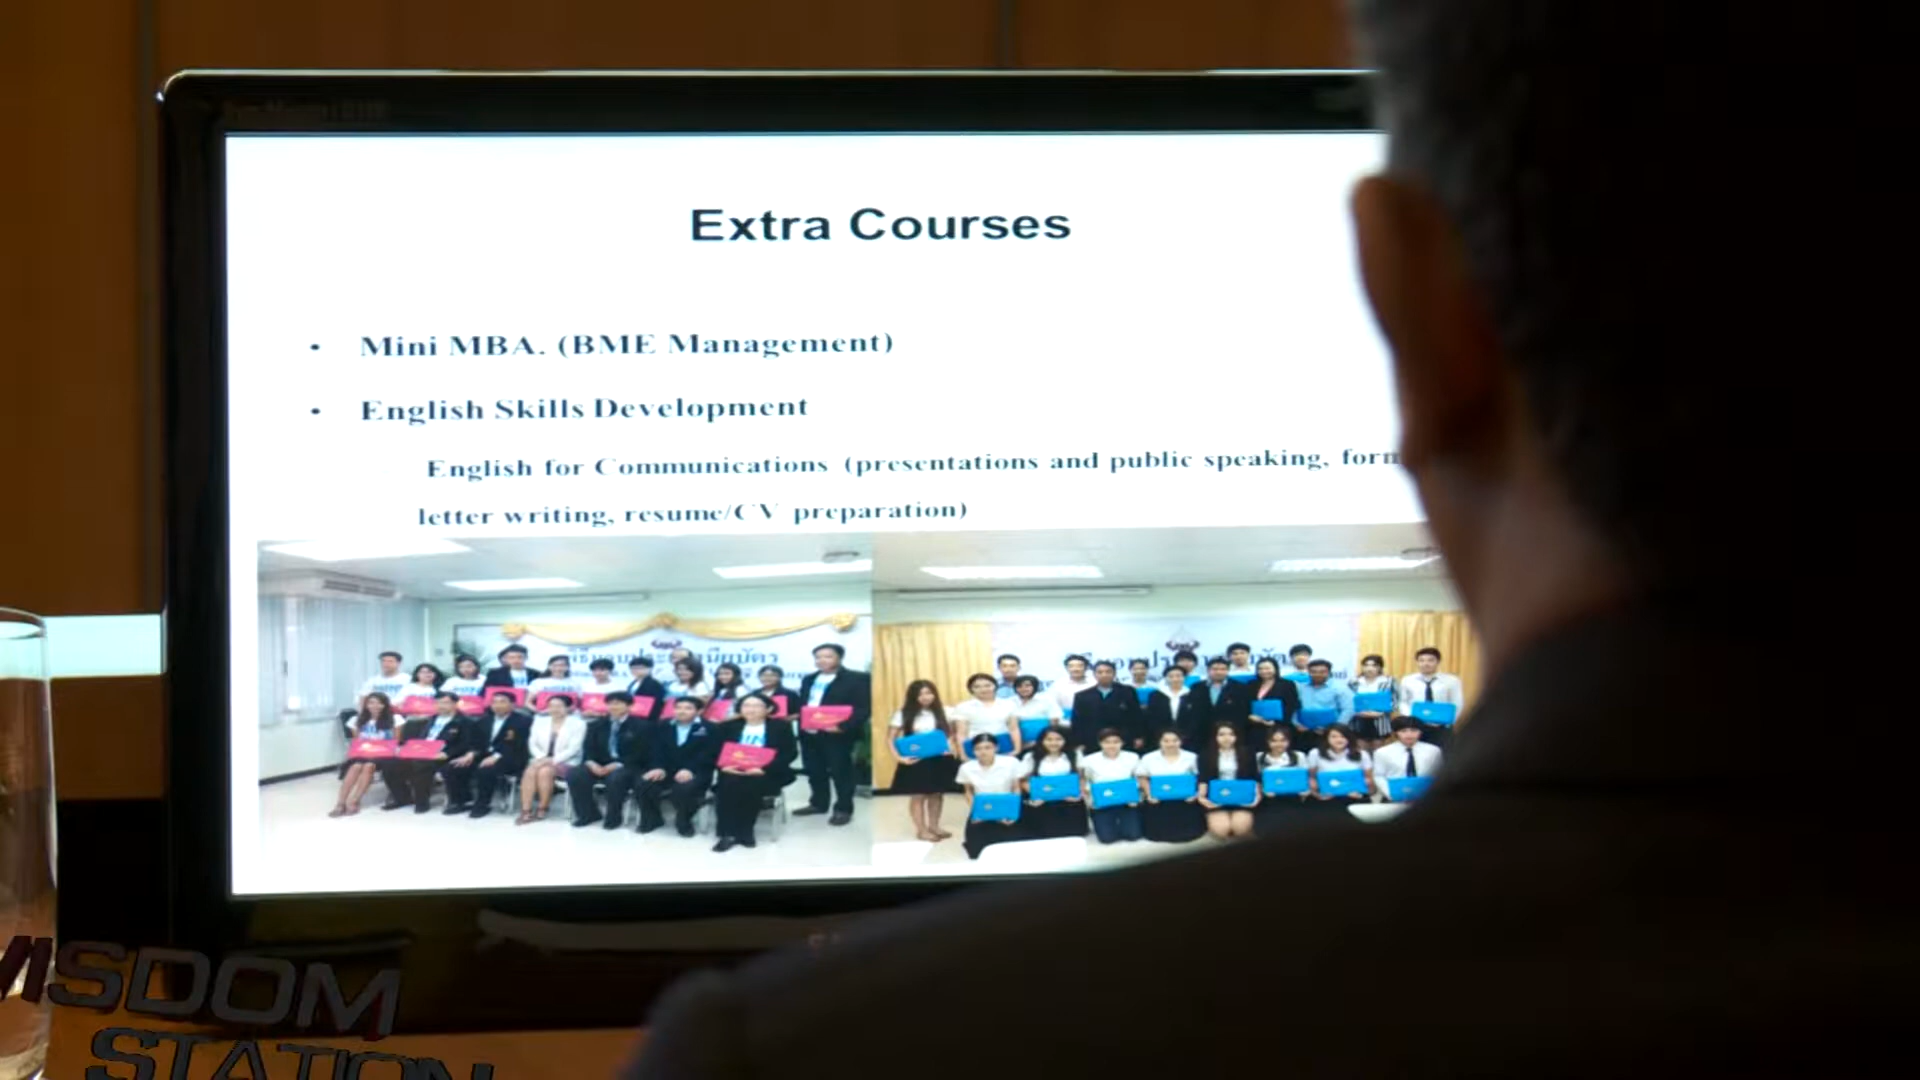 Extra Courses
• Mini MBA. (BME Management)
• English Skills Development
English for Communications (presentations and public speaking, form
letter writing, resume/CV preparation)
WISDOM
STATION